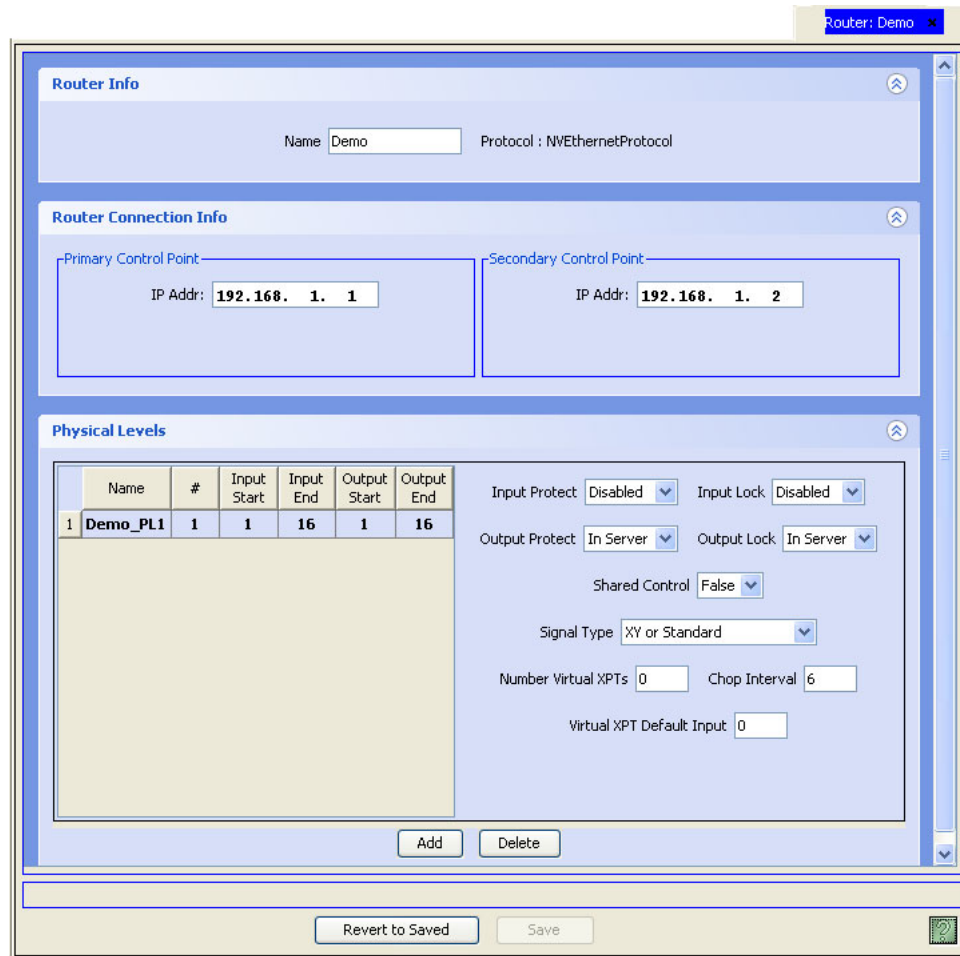 Router: Demo ×
Router Info
Name Demo Protocol : NVEthernetProtocol
Router Connection Info
Primary Control Point Secondary Control Point
IP Addr: 192.168. 1. 1 IP Addr: 192.168. 1. 2
Physical Levels
Name # Input Start Input End Output Start Output End
1 Demo_PL1 1 1 16 1 16
Input Protect Disabled Input Lock Disabled
Output Protect In Server Output Lock In Server
Shared Control False
Signal Type XY or Standard
Number Virtual XPTs 0 Chop Interval 6
Virtual XPT Default Input 0
Add Delete
Revert to Saved Save ?